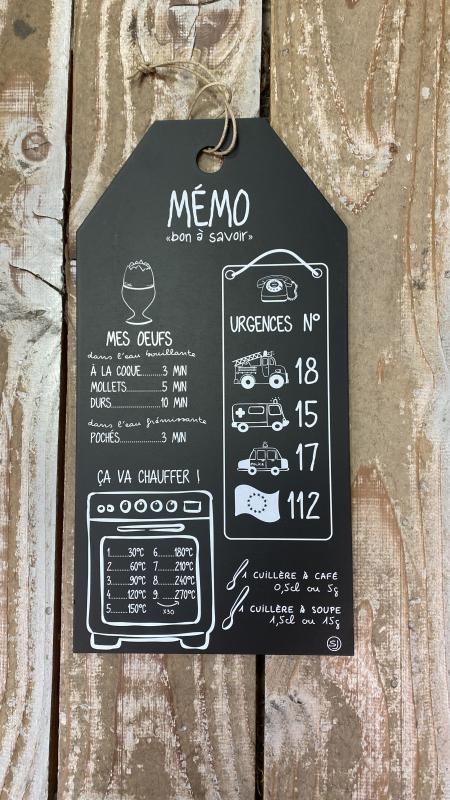 MÉMO
«bon à savoir»
MES OEUFS
dans l'eau bouillante
À LA COQUE.........3 MIN
MOLLETS...............5 MIN
DURS....................10 MIN
dans l'eau frémissante
POCHÉS................3 MIN
URGENCES N°
18
15
POLICE
17
112
ÇA VA CHAUFFER !
1........30°C 6........180°C
2........60°C 7........210°C
3........90°C 8........240°C
4........120°C 9........270°C
5........150°C x30
1 CUILLÈRE À CAFÉ
0,5cl ou 5g
1 CUILLÈRE À SOUPE
1,5cl ou 15g
SJ